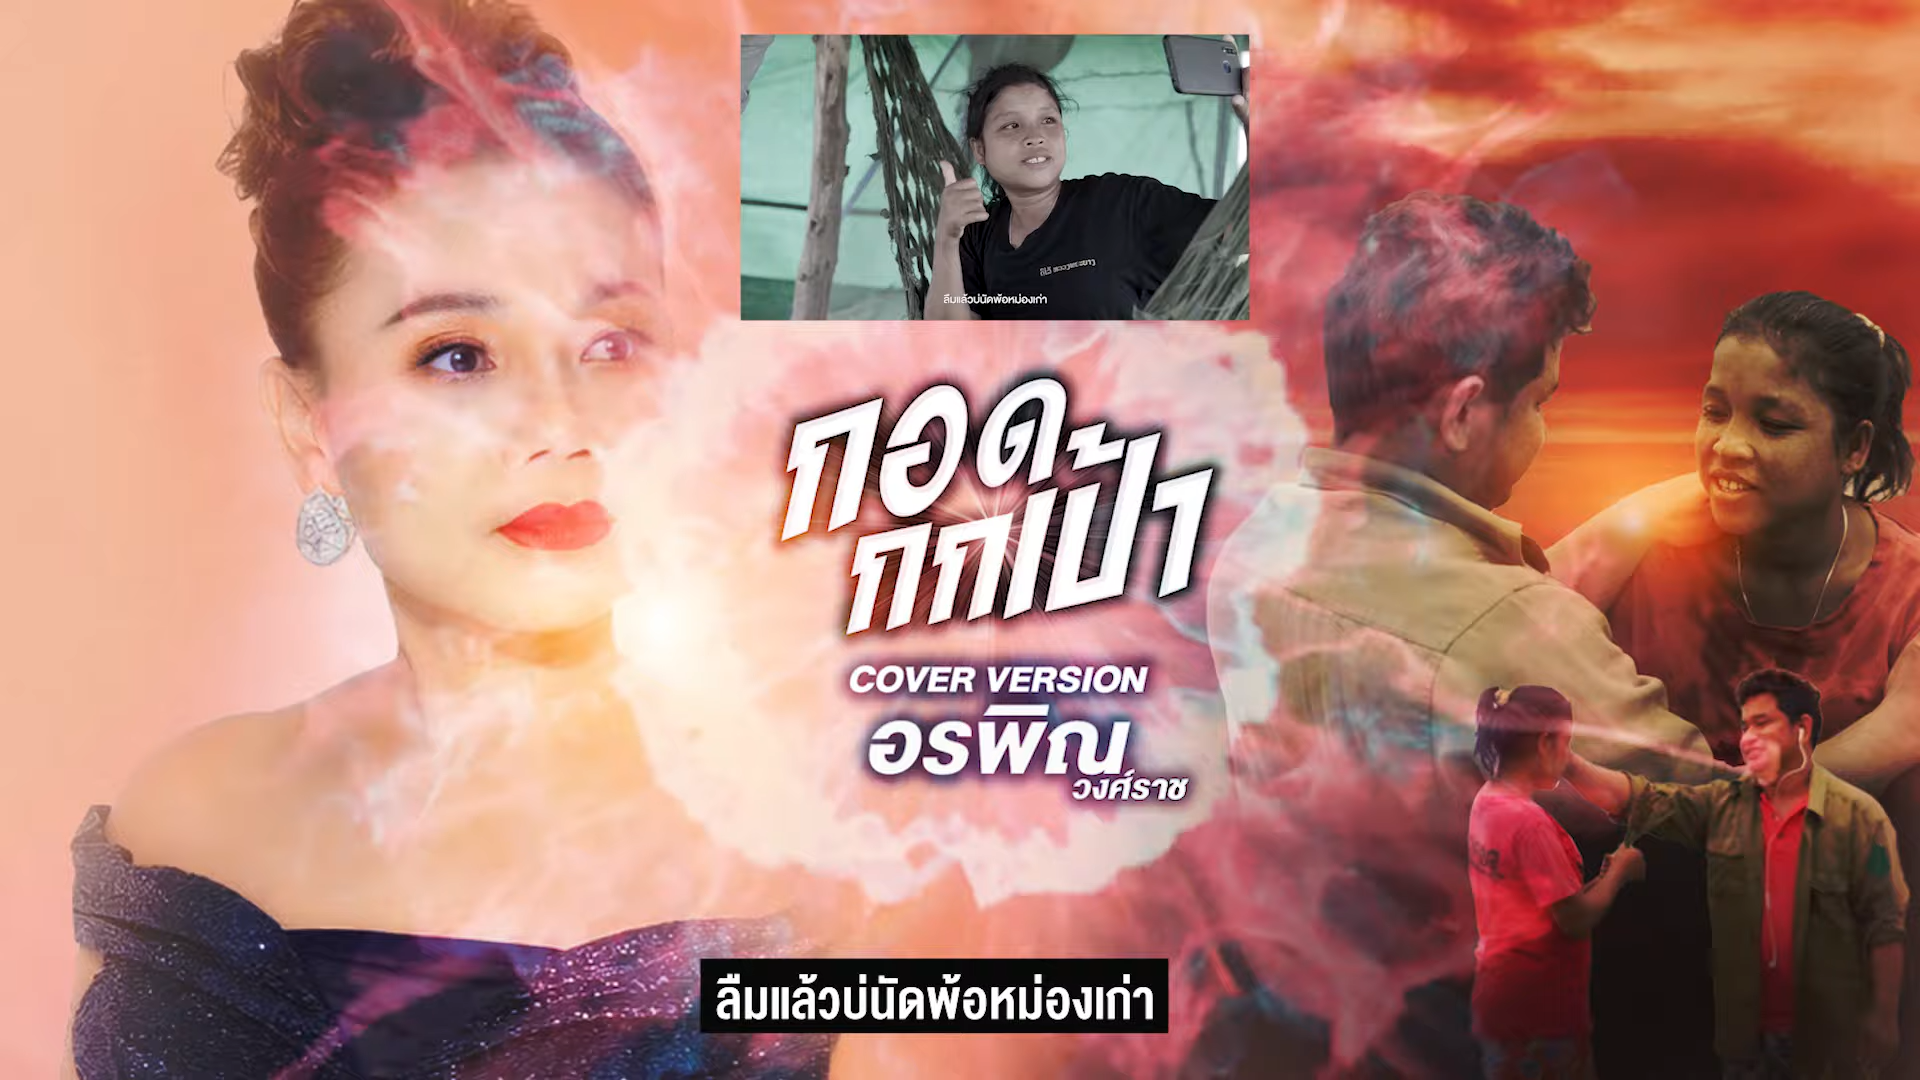 ลืมแล้วบ่นัดพ้อหม่องเก่า
กอด
กกเป้า
COVER VERSION
อรพิณ
วงศ์ราช
ลืมแล้วบ่นัดพ้อหม่องเก่า